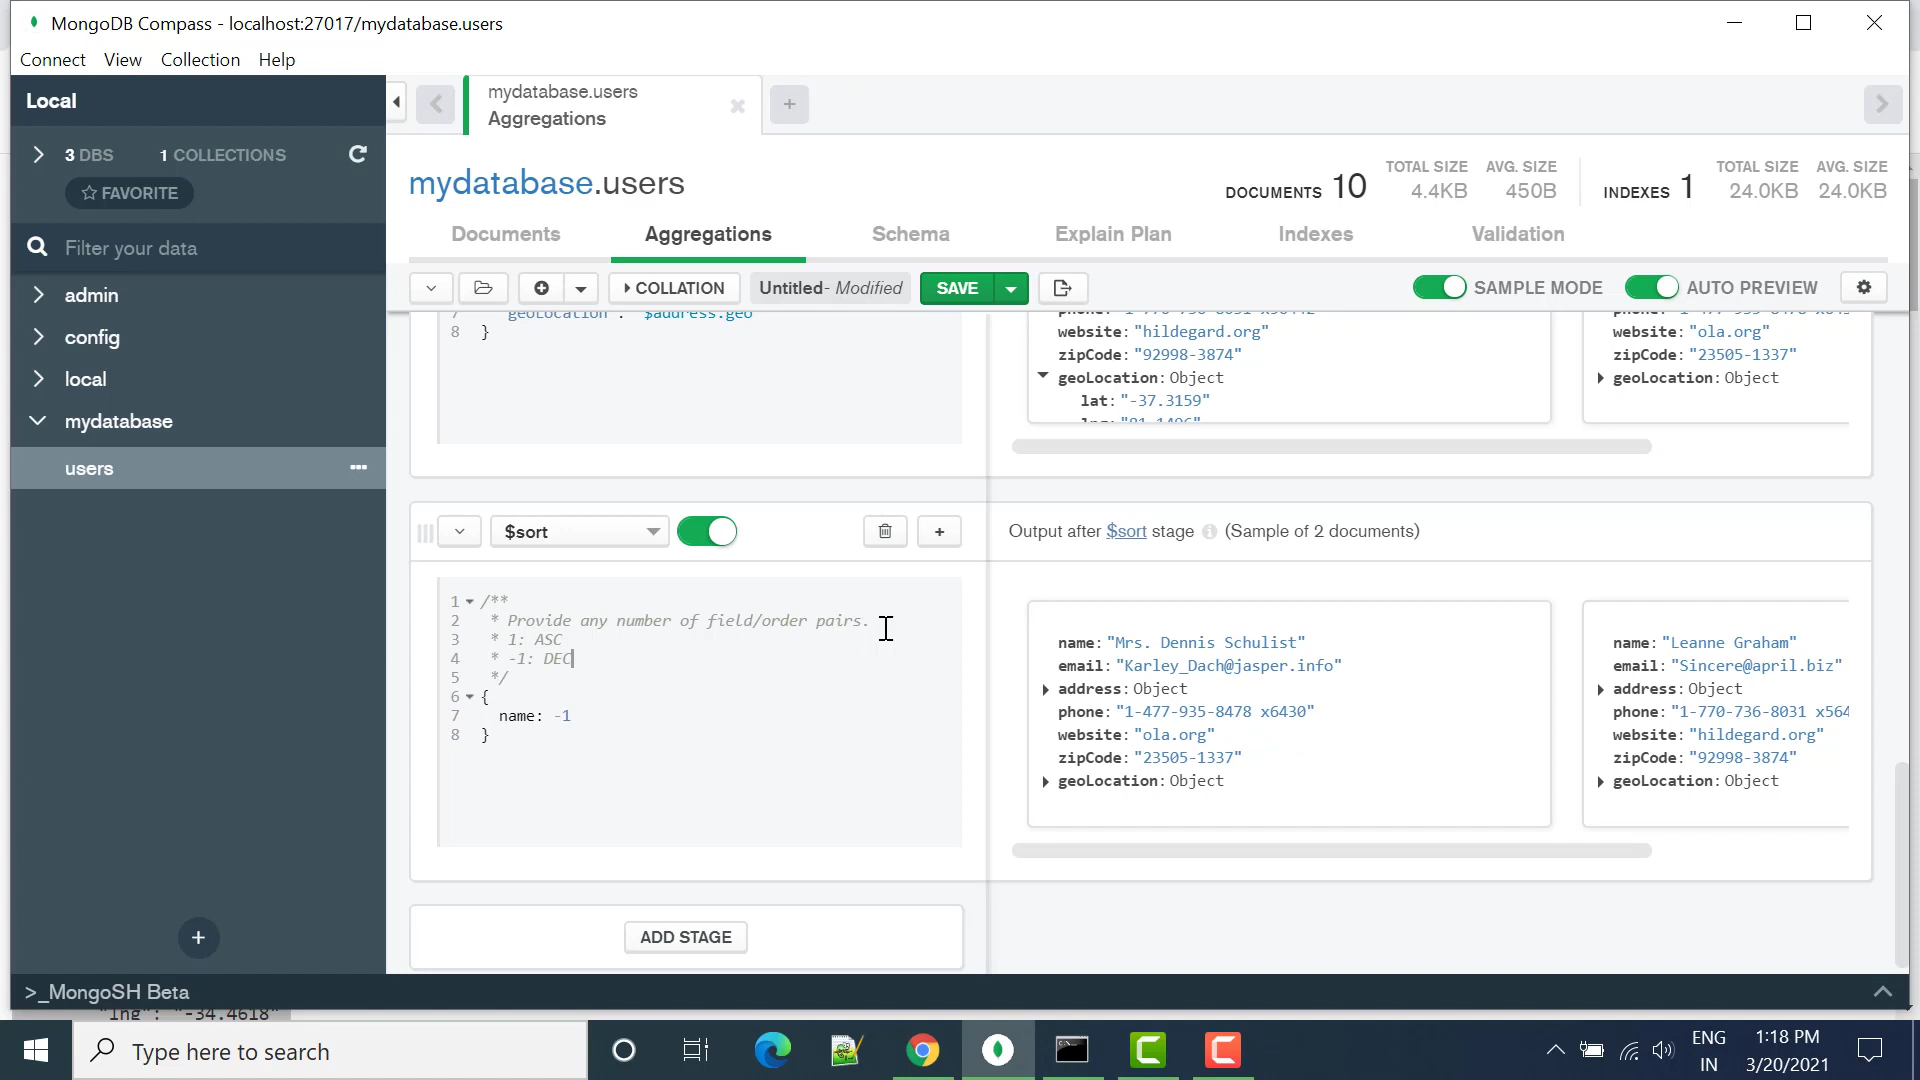 MongoDB Compass - localhost:27017/mydatabase.users
Connect View Collection Help
Local
3 DBS 1 COLLECTIONS
FAVORITE
Filter your data
admin
config
local
mydatabase
users
mydatabase.users
Aggregations
mydatabase.users
DOCUMENTS 10 TOTAL SIZE 4.4KB AVG. SIZE 450B INDEXES 1 TOTAL SIZE 24.0KB AVG. SIZE 24.0KB
Documents Aggregations Schema Explain Plan Indexes Validation
COLLATION Untitled- Modified SAVE SAMPLE MODE AUTO PREVIEW
7 geoLocation : $address.geo
8 }
website: "hildegard.org"
zipCode: "92998-3874"
geoLocation: Object
lat: "-37.3159"
website: "ola.org"
zipCode: "23505-1337"
geoLocation: Object
$sort
Output after $sort stage (Sample of 2 documents)
1 /**
2 * Provide any number of field/order pairs.
3 * 1: ASC
4 * -1: DEC
5 */
6 {
7 name: -1
8 }
name: "Mrs. Dennis Schulist"
email: "Karley_Dach@jasper.info"
address: Object
phone: "1-477-935-8478 x6430"
website: "ola.org"
zipCode: "23505-1337"
geoLocation: Object
name: "Leanne Graham"
email: "Sincere@april.biz"
address: Object
phone: "1-770-736-8031 x564
website: "hildegard.org"
zipCode: "92998-3874"
geoLocation: Object
ADD STAGE
>_MongoSH Beta
"lng": "-34.4618"
Type here to search
ENG
IN
1:18 PM
3/20/2021